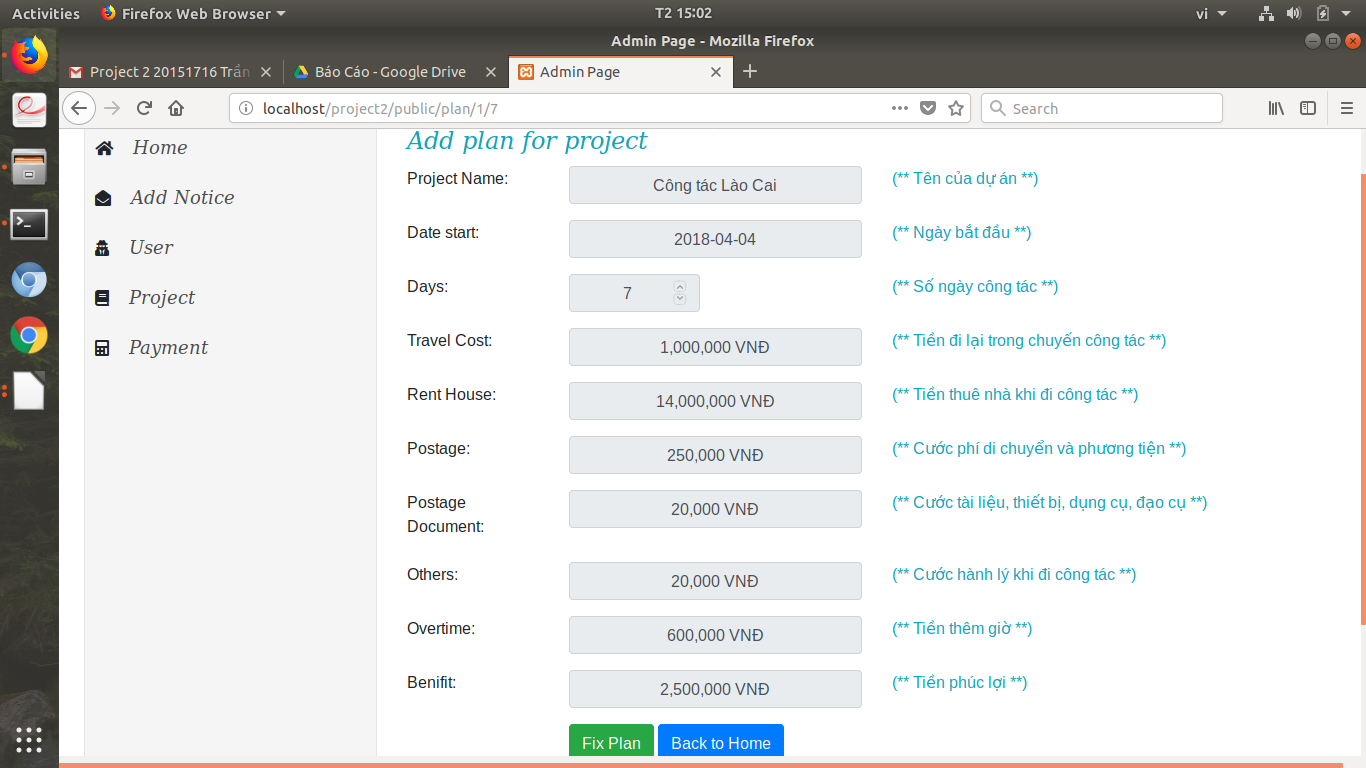 Activities Firefox Web Browser T2 15:02 vi
Admin Page - Mozilla Firefox
Project 2 20151716 Trần Báo Cáo - Google Drive Admin Page
localhost/project2/public/plan/1/7 Search
Home
Add Notice
User
Project
Payment
Add plan for project
Project Name: Công tác Lào Cai (** Tên của dự án **)
Date start: 2018-04-04 (** Ngày bắt đầu **)
Days: 7 (** Số ngày công tác **)
Travel Cost: 1,000,000 VNĐ (** Tiền đi lại trong chuyến công tác **)
Rent House: 14,000,000 VNĐ (** Tiền thuê nhà khi đi công tác **)
Postage: 250,000 VNĐ (** Cước phí di chuyển và phương tiện **)
Postage 20,000 VNĐ (** Cước tài liệu, thiết bị, dụng cụ, đạo cụ **)
Document:
Others: 20,000 VNĐ (** Cước hành lý khi đi công tác **)
Overtime: 600,000 VNĐ (** Tiền thêm giờ **)
Benifit: 2,500,000 VNĐ (** Tiền phúc lợi **)
Fix Plan Back to Home